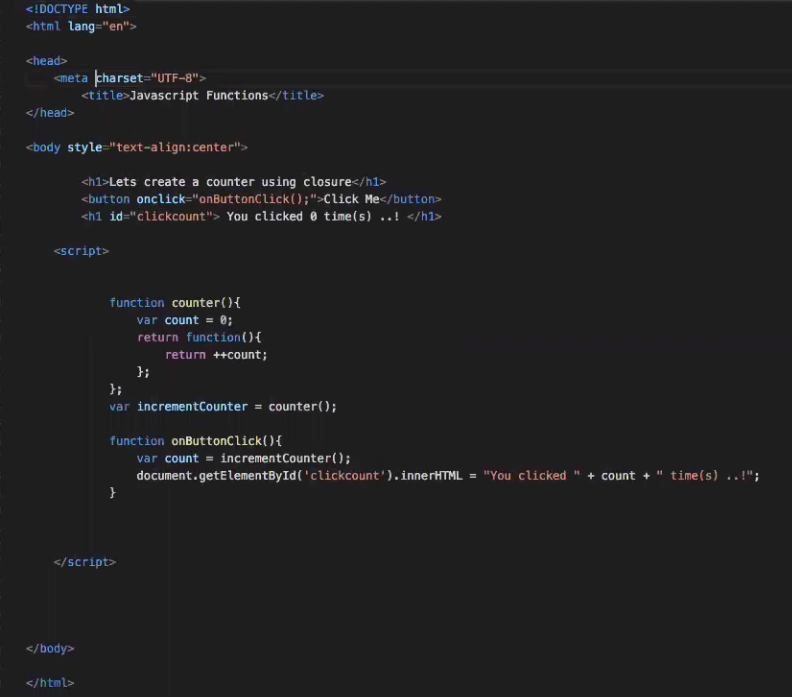 <!DOCTYPE html>
<html lang="en">
<head>
<meta charset="UTF-8">
<title>Javascript Functions</title>
</head>
<body style="text-align:center">
<h1>Lets create a counter using closure</h1>
<button onclick="onButtonClick();">Click Me</button>
<h1 id="clickcount"> You clicked 0 time(s) ..! </h1>
<script>
function counter(){
var count = 0;
return function(){
return ++count;
};
};
var incrementCounter = counter();
function onButtonClick(){
var count = incrementCounter();
document.getElementById('clickcount').innerHTML = "You clicked " + count + " time(s) ..!";
}
</script>
</body>
</html>